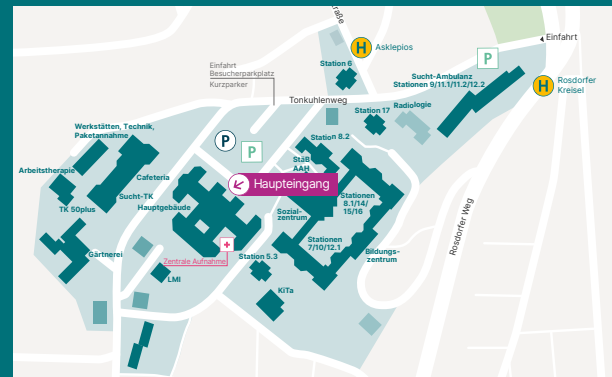 raße
H Asklepios
Einfahrt
P
Station 6
Einfahrt
Besucherparkplatz
Kurzparker
Sucht-Ambulanz
Stationen 9/11.1/11.2/12.2
H Rosdorfer
Kreisel
Tonkuhlenweg
Radiologie
Station 17
Werkstätten, Technik,
Paketannahme
P
P
Station 8.2
StäB
ÄAH
Arbeitstherapie
Cafeteria
Haupteingang
Sucht-TK
TK 50plus
Hauptgebäude
Stationen
8.1/14/
15/16
Sozial-
zentrum
Rosdorfer Weg
Stationen
7/10/12.1
Bildungs-
zentrum
Gärtnerei
Zentrale Aufnahme
Station 5.3
LMI
KiTa